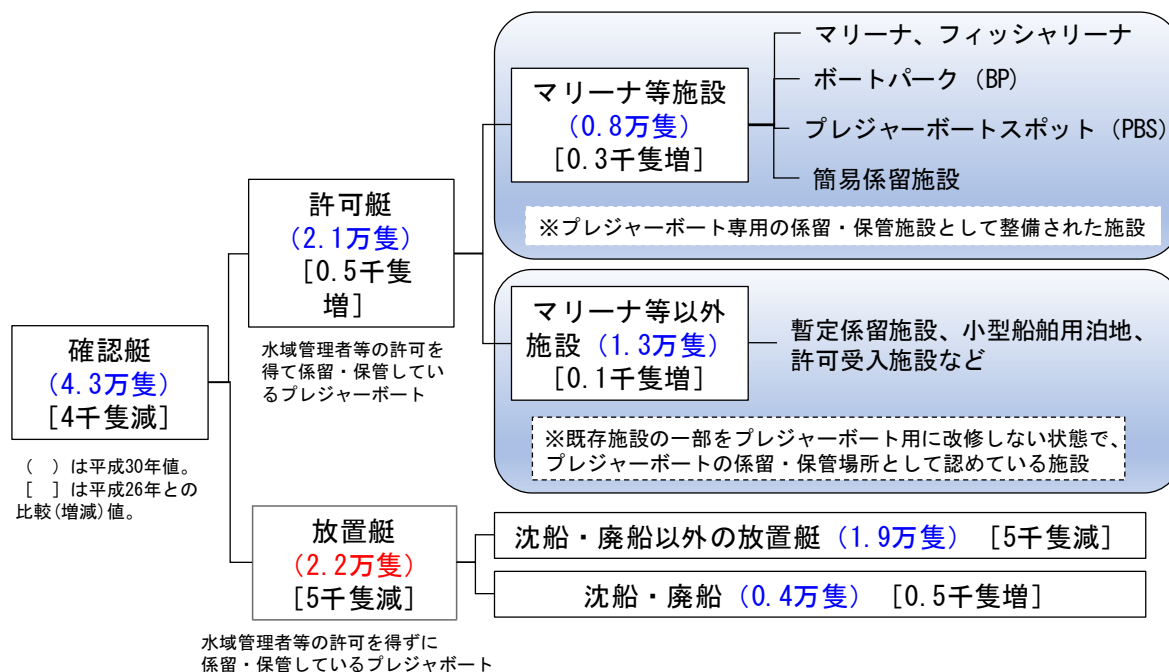 マリーナ等施設
（0.8万隻）
［0.3千隻増］
マリーナ、フィッシャリーナ
ボートパーク（BP）
プレジャーボートスポット（PBS）
簡易係留施設
※プレジャーボート専用の係留・保管施設として整備された施設
許可艇
（2.1万隻）
［0.5千隻
増］
水域管理者等の許可を
得て係留・保管してい
るプレジャーボート
マリーナ等以外
施設（1.3万隻）
［0.1千隻増］
暫定係留施設、小型船舶用泊地、
許可受入施設など
※既存施設の一部をプレジャーボート用に改修しない状態で、
プレジャーボートの係留・保管場所として認めている施設
確認艇
（4.3万隻）
［4千隻減］
（　）は平成30年値。
［　］は平成26年との
比較(増減)値。
放置艇
（2.2万隻）
［5千隻減］
水域管理者等の許可を得ずに
係留・保管しているプレジャボート
沈船・廃船以外の放置艇（1.9万隻）［5千隻減］
沈船・廃船（0.4万隻）［0.5千隻増］